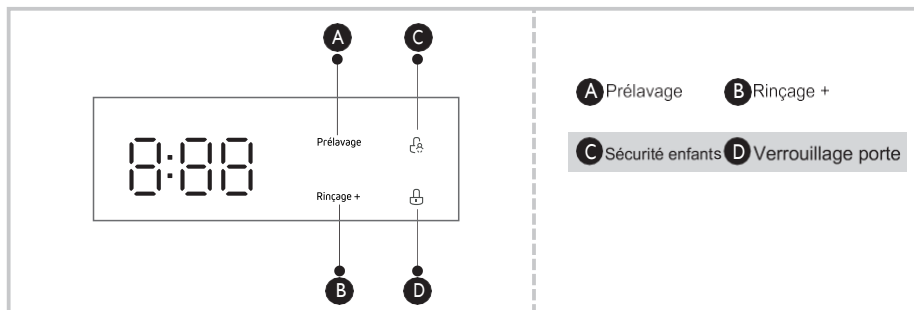 A C
8:88 Prélavage
Rinçage +
B D
A Prélavage B Rinçage +
C Sécurité enfants D Verrouillage porte